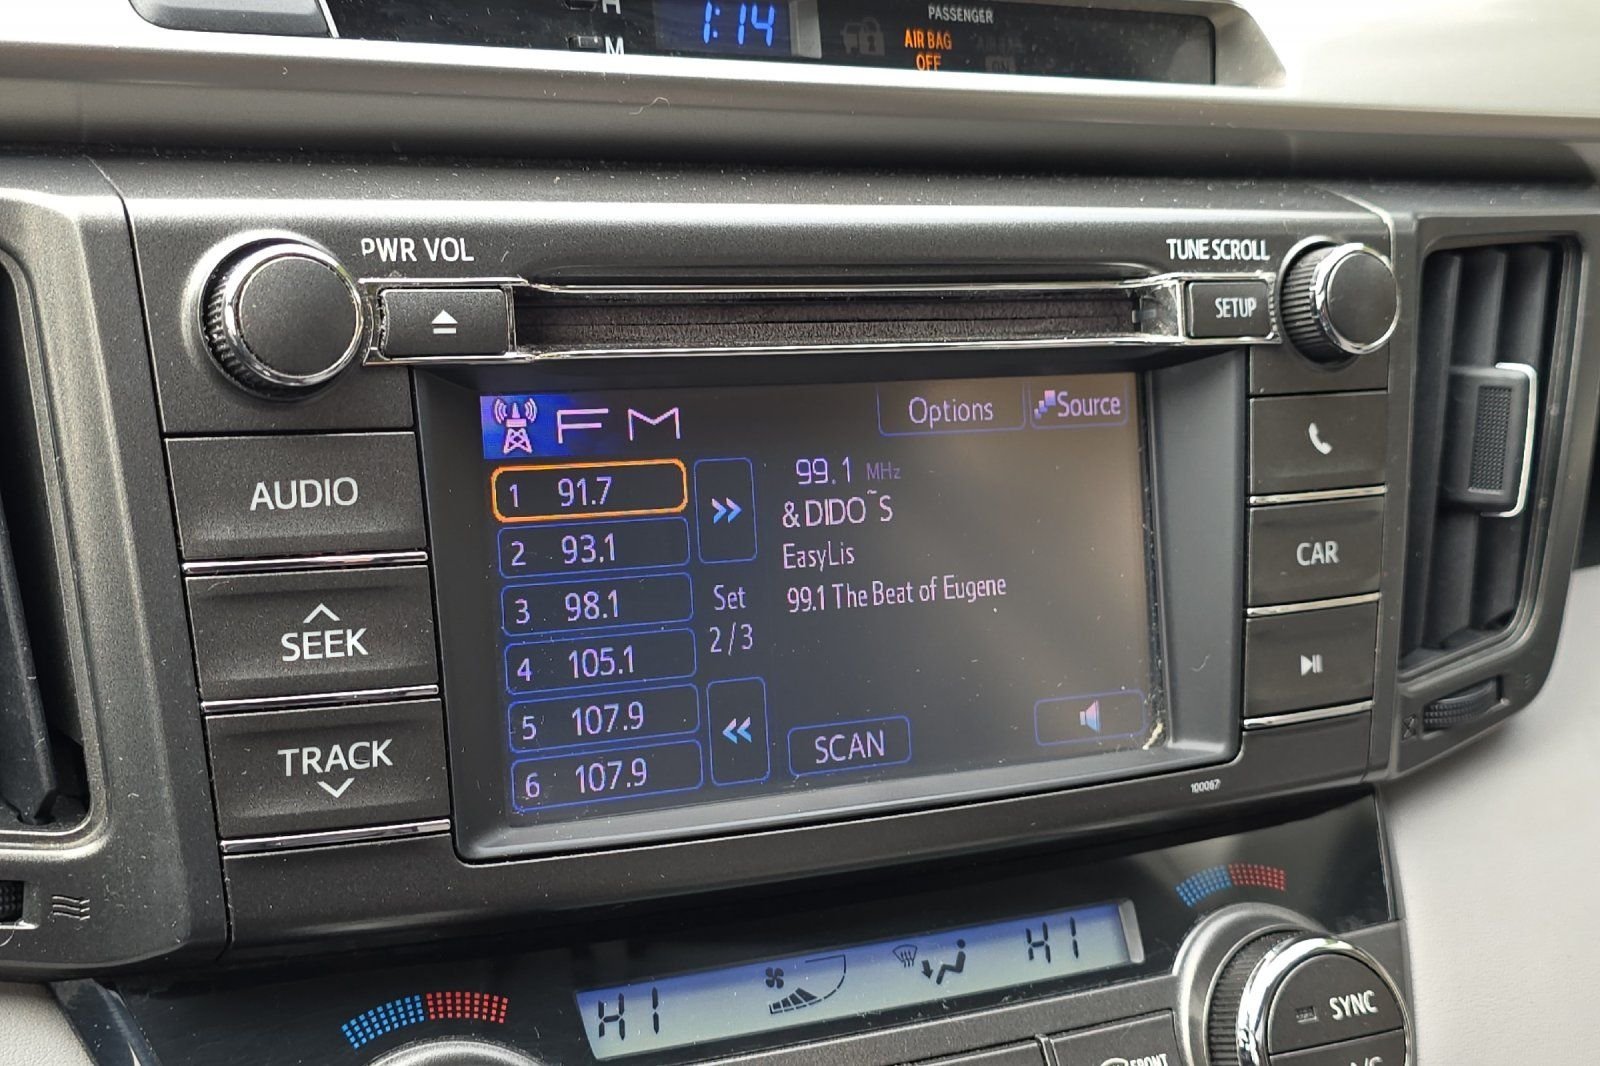 H
M
1:14
PASSENGER
AIR BAG
OFF
PWR VOL
TUNE SCROLL
SETUP
AUDIO
SEEK
TRACK
FM
Options
Source
1 91.7
2 93.1
3 98.1
4 105.1
5 107.9
6 107.9
Set
2/3
99.1 MHz
& DIDO~S
EasyLis
99.1 The Beat of Eugene
SCAN
CAR
100067
HI
HI
SYNC
FRONT